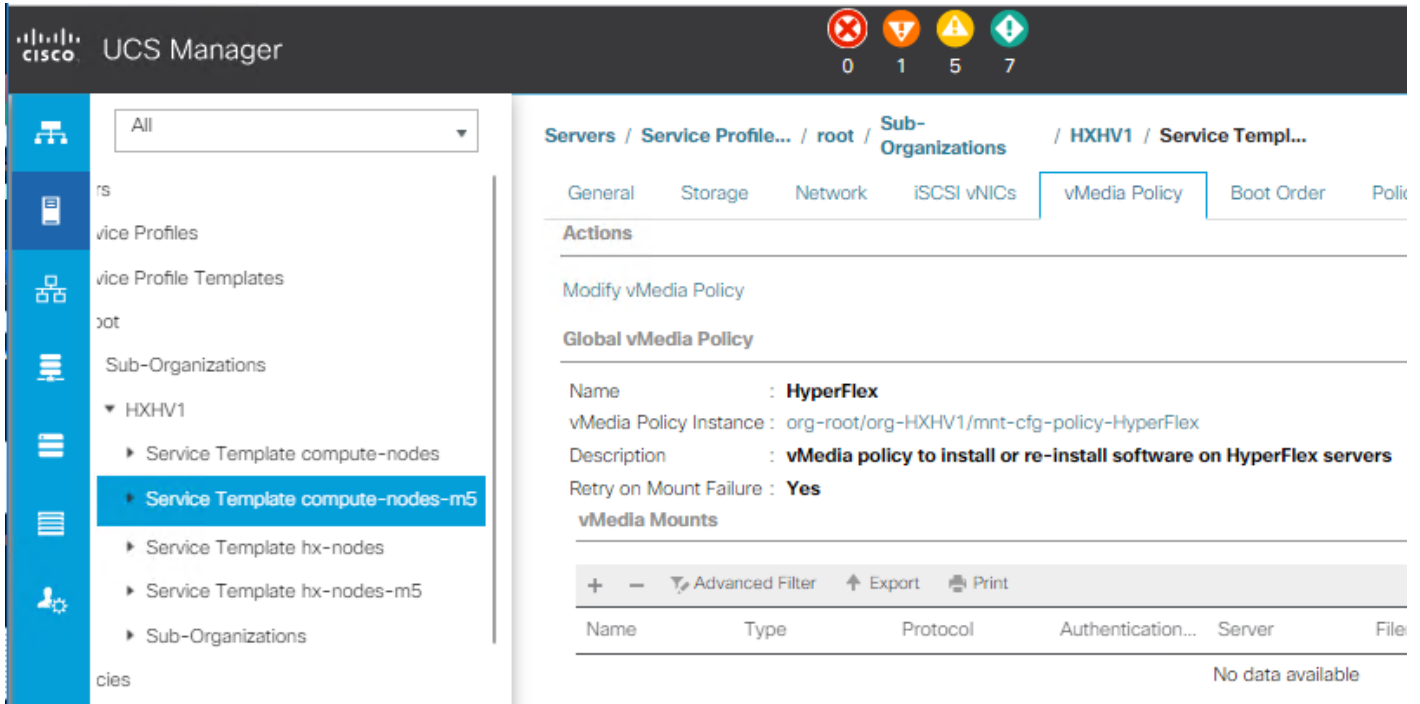 cisco UCS Manager
0 1 5 7
All
Servers / Service Profile... / root / Sub-Organizations / HXHV1 / Service Templ...
General Storage Network iSCSI vNICs vMedia Policy Boot Order Polic
rs
vice Profiles
vice Profile Templates
oot
Sub-Organizations
HXHV1
Service Template compute-nodes
Service Template compute-nodes-m5
Service Template hx-nodes
Service Template hx-nodes-m5
Sub-Organizations
cies
Actions
Modify vMedia Policy
Global vMedia Policy
Name : HyperFlex
vMedia Policy Instance : org-root/org-HXHV1/mnt-cfg-policy-HyperFlex
Description : vMedia policy to install or re-install software on HyperFlex servers
Retry on Mount Failure : Yes
vMedia Mounts
+ − Advanced Filter Export Print
Name Type Protocol Authentication... Server Filer
No data available